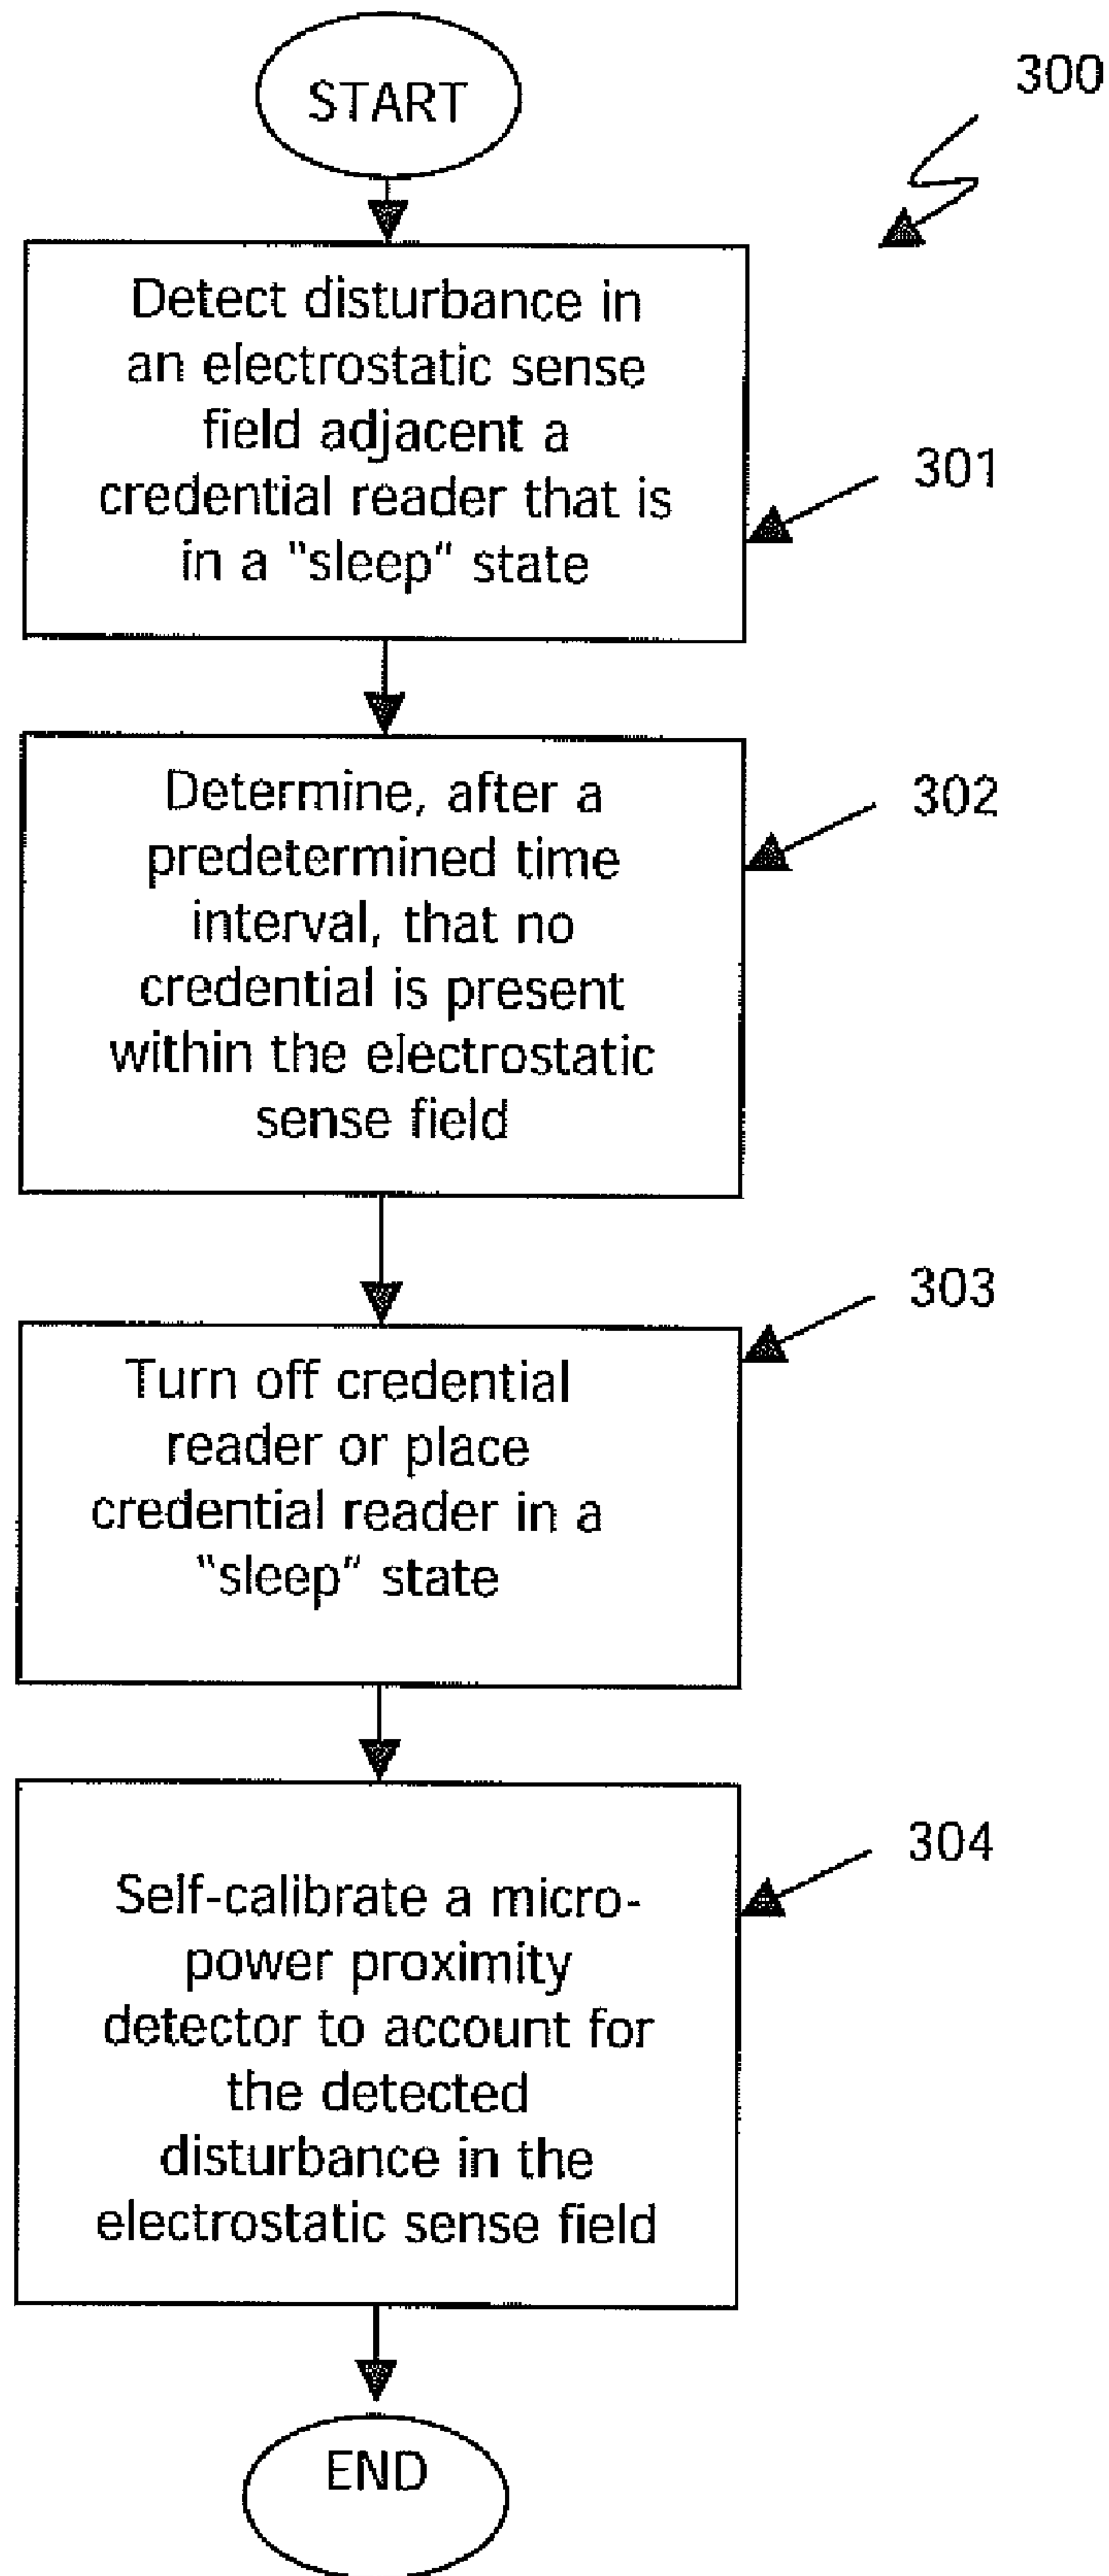 START
300
Detect disturbance in
an electrostatic sense
field adjacent a
credential reader that is
in a "sleep" state
301
Determine, after a
predetermined time
interval, that no
credential is present
within the electrostatic
sense field
302
Turn off credential
reader or place
credential reader in a
"sleep" state
303
Self-calibrate a micro-
power proximity
detector to account for
the detected
disturbance in the
electrostatic sense field
304
END